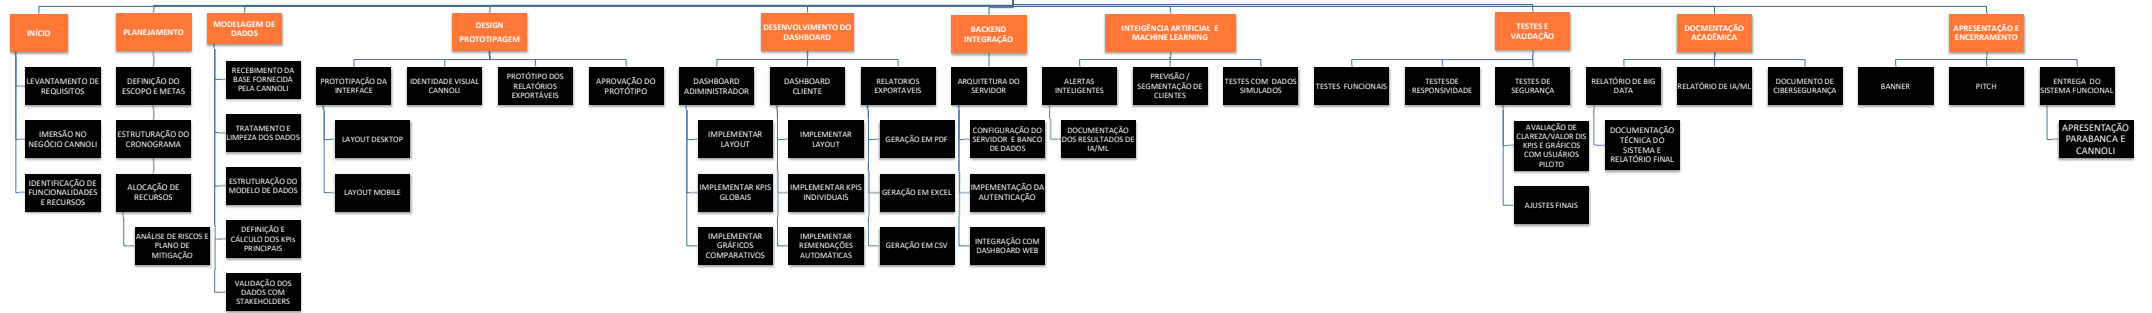 INÍCIO
LEVANTAMENTO DE
REQUISITOS
IMERSÃO NO
NEGÓCIO CANNOLI
IDENTIFICAÇÃO DE
FUNCIONALIDADES
E RECURSOS
PLANEJAMENTO
DEFINIÇÃO DO
ESCOPO E METAS
ESTRUTURAÇÃO DO
CRONOGRAMA
ALOCAÇÃO DE
RECURSOS
ANÁLISE DE RISCOS E
PLANO DE
MITIGAÇÃO
MODELAGEM DE
DADOS
RECEBIMENTO DA
BASE FORNECIDA
PELA CANNOLI
TRATAMENTO E
LIMPEZA DOS DADOS
ESTRUTURAÇÃO DO
MODELO DE DADOS
DEFINIÇÃO E
CÁLCULO DOS KPIs
PRINCIPAIS
VALIDAÇÃO DOS
DADOS COM
STAKEHOLDERS
DESIGN
PROTOTIPAGEM
PROTOTIPAÇÃO DA
INTERFACE
LAYOUT DESKTOP
LAYOUT MOBILE
IDENTIDADE VISUAL
CANNOLI
PROTÓTIPO DOS
RELATÓRIOS
EXPORTÁVEIS
APROVAÇÃO DO
PROTÓTIPO
DESENVOLVIMENTO DO
DASHBOARD
DASHBOARD
ADIMINISTRADOR
IMPLEMENTAR
LAYOUT
IMPLEMENTAR KPIS
GLOBAIS
IMPLEMENTAR
GRÁFICOS
COMPARATIVOS
DASHBOARD
CLIENTE
IMPLEMENTAR
LAYOUT
IMPLEMENTAR KPIS
INDIVIDUAIS
IMPLEMENTAR
REMENDAÇÕES
AUTOMÁTICAS
RELATORIOS
EXPORTAVEIS
GERAÇÃO EM PDF
GERAÇÃO EM EXCEL
GERAÇÃO EM CSV
BACKEND
INTEGRAÇÃO
ARQUITETURA DO
SERVIDOR
CONFIGURAÇÃO DO
SERVIDOR E BANCO
DE DADOS
IMPEMENTAÇÃO DA
AUTENTICAÇÃO
INTEGRAÇÃO COM
DASHBOARD WEB
INTEIGÊNCIA ARTIFICIAL E
MACHINE LEARNING
ALERTAS
INTELIGENTES
DOCUMENTAÇÃO
DOS RESULTADOS DE
IA/ML
PREVISÃO /
SEGMENTAÇÃO DE
CLIENTES
TESTES COM DADOS
SIMULADOS
TESTES E
VALIDAÇÃO
TESTES FUNCIONAIS
TESTESDE
RESPONSIVIDADE
TESTES DE
SEGURANÇA
AVALIAÇÃO DE
CLAREZA/VALOR DIS
KPIS E GRÁFICOS
COM USUÁRIOS
PILOTO
AJUSTES FINAIS
DOCMENTAÇÃO
ACADÊMICA
RELATÓRIO DE BIG
DATA
DOCUMENTAÇÃO
TÉCNICA DO
SISTEMA E
RELATÓRIO FINAL
RELATÓRIO DE IA/ML
DOCUMENTO DE
CIBERSEGURANÇA
APRESENTAÇÃO E
ENCERRAMENTO
BANNER
PITCH
ENTREGA DO
SISTEMA FUNCIONAL
APRESENTAÇÃO
PARABANCA E
CANNOLI